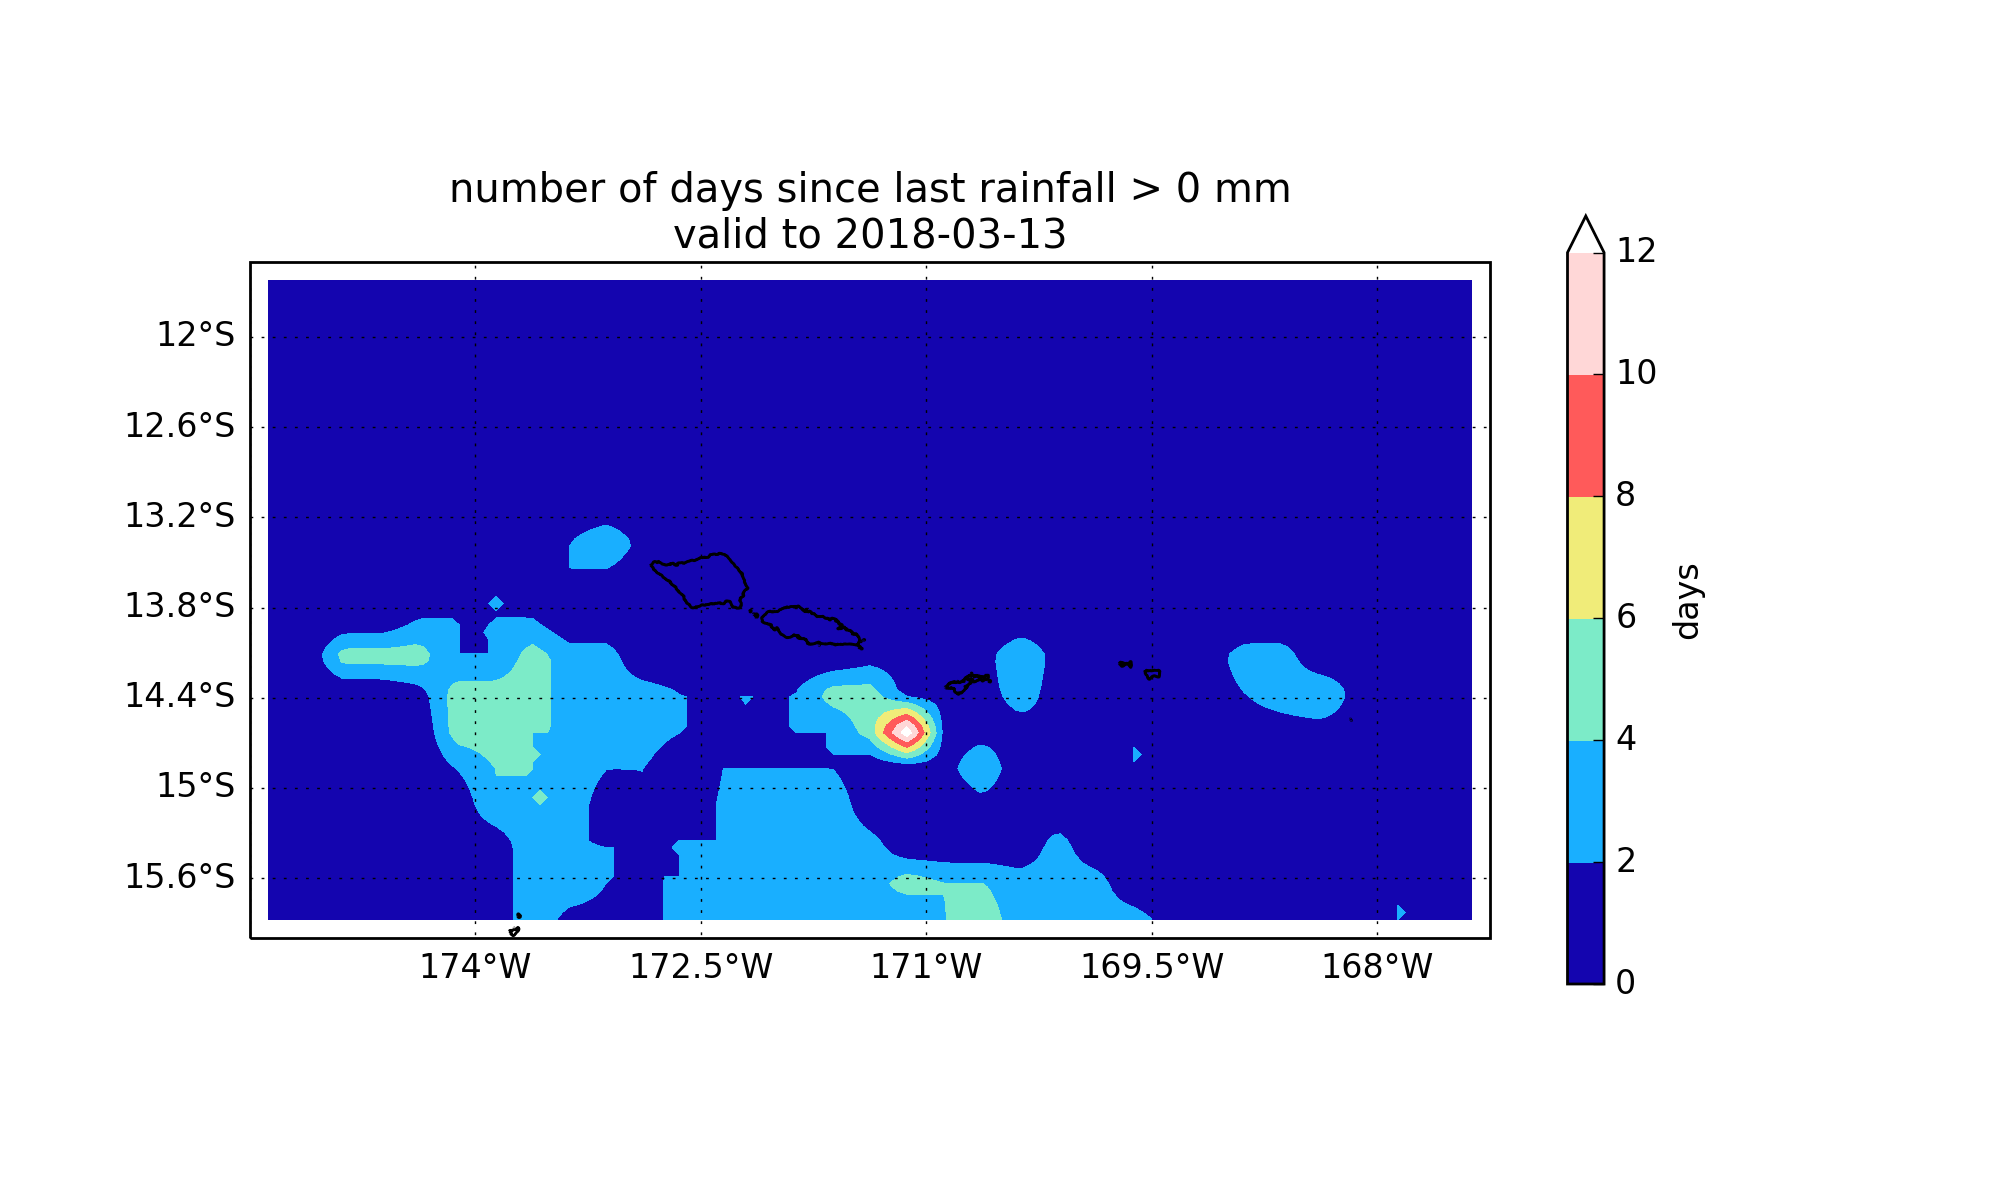 number of days since last rainfall > 0 mm
valid to 2018-03-13
12°S
12.6°S
13.2°S
13.8°S
14.4°S
15°S
15.6°S
174°W
172.5°W
171°W
169.5°W
168°W
12
10
8
6
4
2
0
days